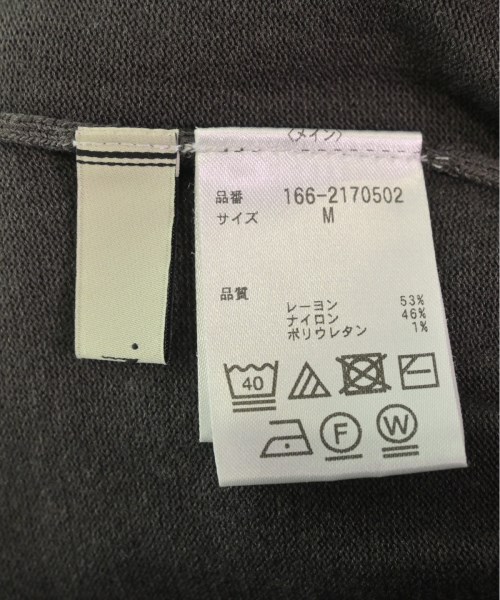 〈メイン〉
品番 166-2170502
サイズ M
品質
レーヨン 53%
ナイロン 46%
ポリウレタン 1%
40
F W